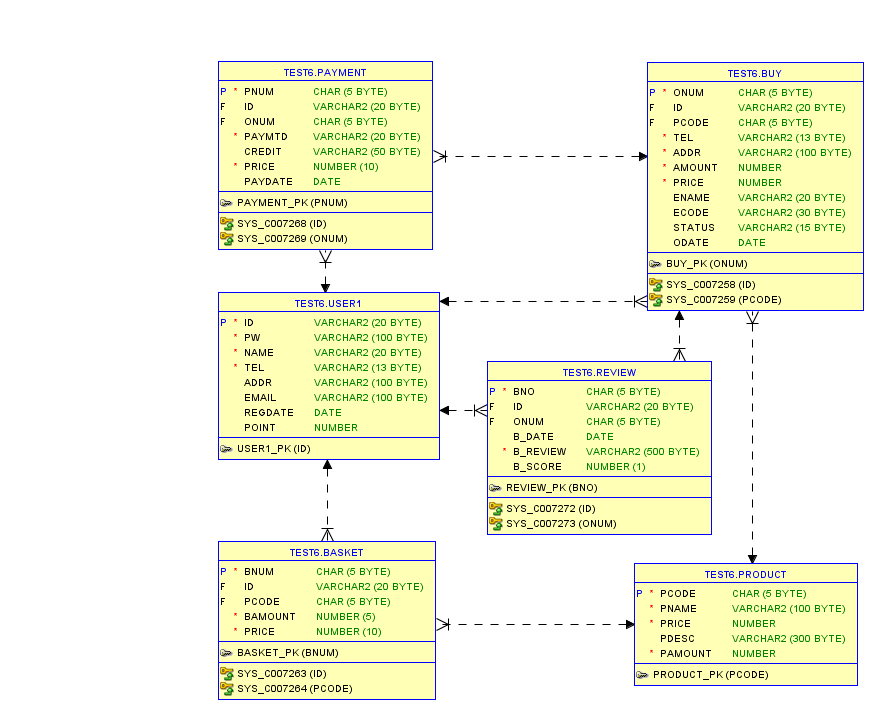 TEST6.PAYMENT
P * PNUM CHAR (5 BYTE)
F ID VARCHAR2 (20 BYTE)
F ONUM CHAR (5 BYTE)
* PAYMTD VARCHAR2 (20 BYTE)
CREDIT VARCHAR2 (50 BYTE)
* PRICE NUMBER (10)
PAYDATE DATE
PAYMENT_PK (PNUM)
SYS_C007268 (ID)
SYS_C007269 (ONUM)
TEST6.BUY
P * ONUM CHAR (5 BYTE)
F ID VARCHAR2 (20 BYTE)
F PCODE CHAR (5 BYTE)
* TEL VARCHAR2 (13 BYTE)
* ADDR VARCHAR2 (100 BYTE)
* AMOUNT NUMBER
* PRICE NUMBER
ENAME VARCHAR2 (20 BYTE)
ECODE VARCHAR2 (30 BYTE)
STATUS VARCHAR2 (15 BYTE)
ODATE DATE
BUY_PK (ONUM)
SYS_C007258 (ID)
SYS_C007259 (PCODE)
TEST6.USER1
P * ID VARCHAR2 (20 BYTE)
* PW VARCHAR2 (100 BYTE)
* NAME VARCHAR2 (20 BYTE)
* TEL VARCHAR2 (13 BYTE)
ADDR VARCHAR2 (100 BYTE)
EMAIL VARCHAR2 (100 BYTE)
REGDATE DATE
POINT NUMBER
USER1_PK (ID)
TEST6.REVIEW
P * BNO CHAR (5 BYTE)
F ID VARCHAR2 (20 BYTE)
F ONUM CHAR (5 BYTE)
B_DATE DATE
* B_REVIEW VARCHAR2 (500 BYTE)
B_SCORE NUMBER (1)
REVIEW_PK (BNO)
SYS_C007272 (ID)
SYS_C007273 (ONUM)
TEST6.BASKET
P * BNUM CHAR (5 BYTE)
F ID VARCHAR2 (20 BYTE)
F PCODE CHAR (5 BYTE)
* BAMOUNT NUMBER (5)
* PRICE NUMBER (10)
BASKET_PK (BNUM)
SYS_C007263 (ID)
SYS_C007264 (PCODE)
TEST6.PRODUCT
P * PCODE CHAR (5 BYTE)
* PNAME VARCHAR2 (100 BYTE)
* PRICE NUMBER
PDESC VARCHAR2 (300 BYTE)
* PAMOUNT NUMBER
PRODUCT_PK (PCODE)